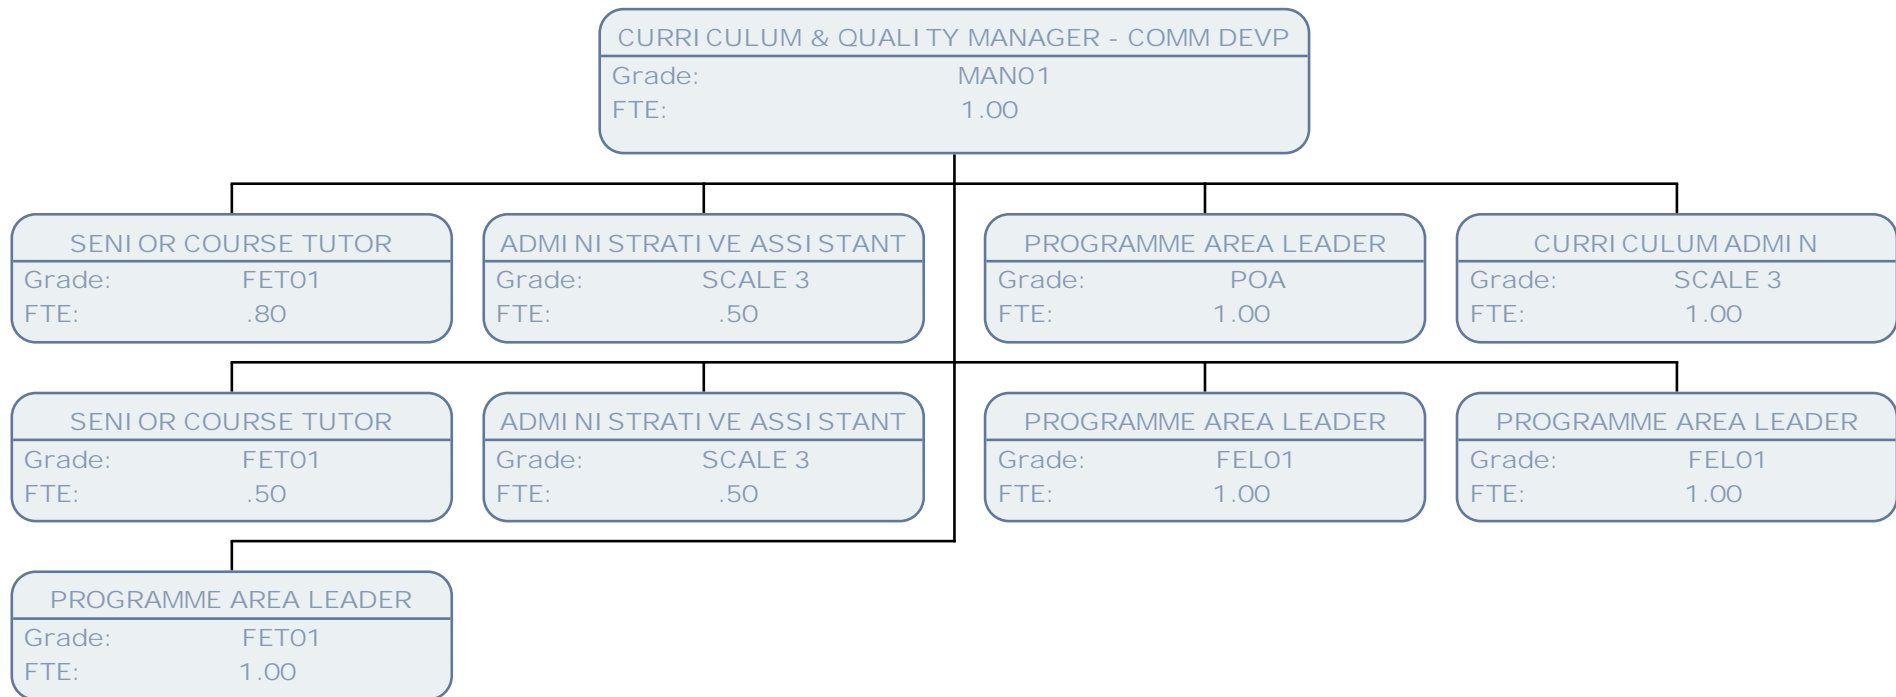 CURRICULUM & QUALITY MANAGER - COMM DEVP
Grade: MAN01
FTE: 1.00
SENIOR COURSE TUTOR
Grade: FET01
FTE: .80
ADMINISTRATIVE ASSISTANT
Grade: SCALE 3
FTE: .50
PROGRAMME AREA LEADER
Grade: POA
FTE: 1.00
CURRICULUM ADMIN
Grade: SCALE 3
FTE: 1.00
SENIOR COURSE TUTOR
Grade: FET01
FTE: .50
ADMINISTRATIVE ASSISTANT
Grade: SCALE 3
FTE: .50
PROGRAMME AREA LEADER
Grade: FEL01
FTE: 1.00
PROGRAMME AREA LEADER
Grade: FEL01
FTE: 1.00
PROGRAMME AREA LEADER
Grade: FET01
FTE: 1.00